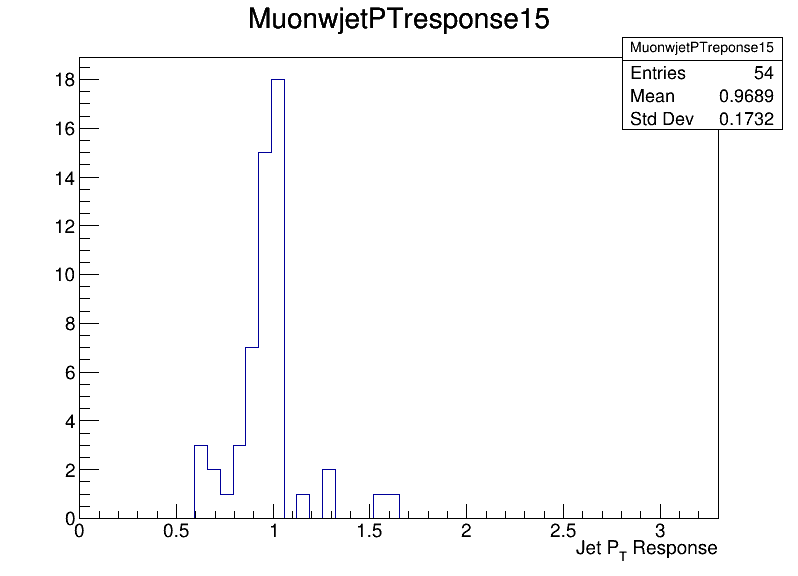 MuonwjetPTresponse15
MuonwjetPTreponse15
Entries 54
Mean 0.9689
Std Dev 0.1732
18
16
14
12
10
8
6
4
2
0
0 0.5 1 1.5 2 2.5 3
Jet PT Response